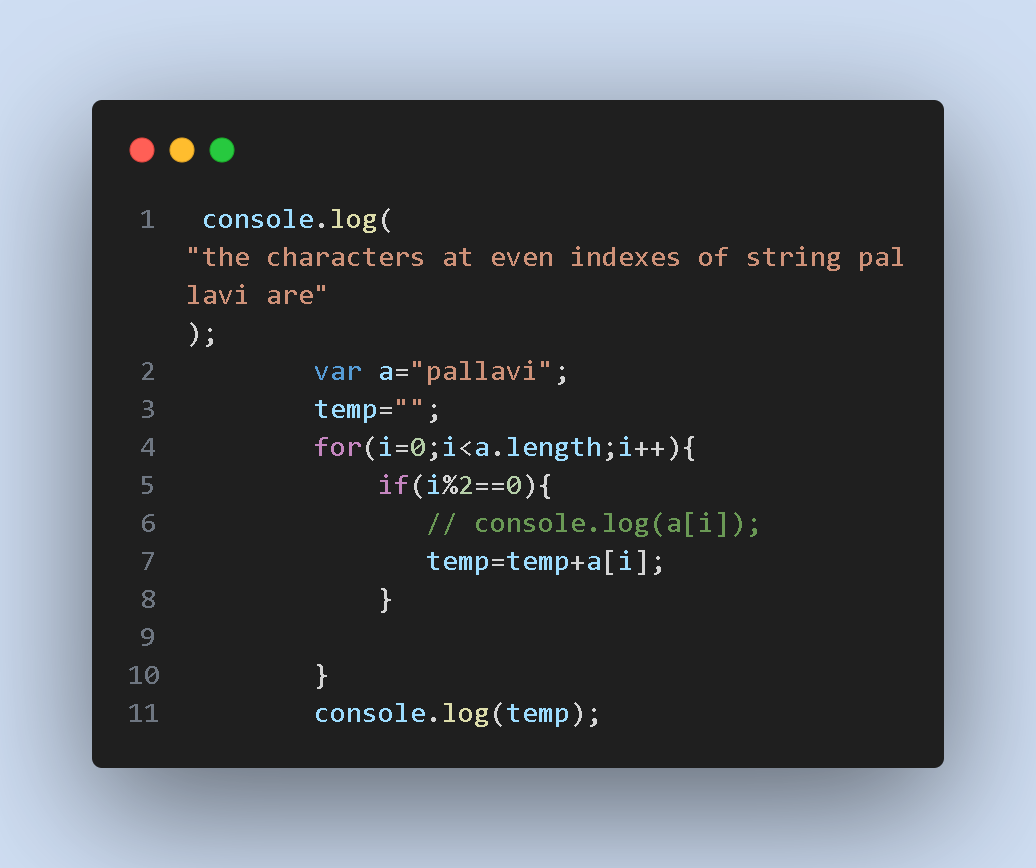 1 console.log(
"the characters at even indexes of string pal
lavi are"
);
2 var a="pallavi";
3 temp="";
4 for(i=0;i<a.length;i++){
5 if(i%2==0){
6 // console.log(a[i]);
7 temp=temp+a[i];
8 }
9
10 }
11 console.log(temp);